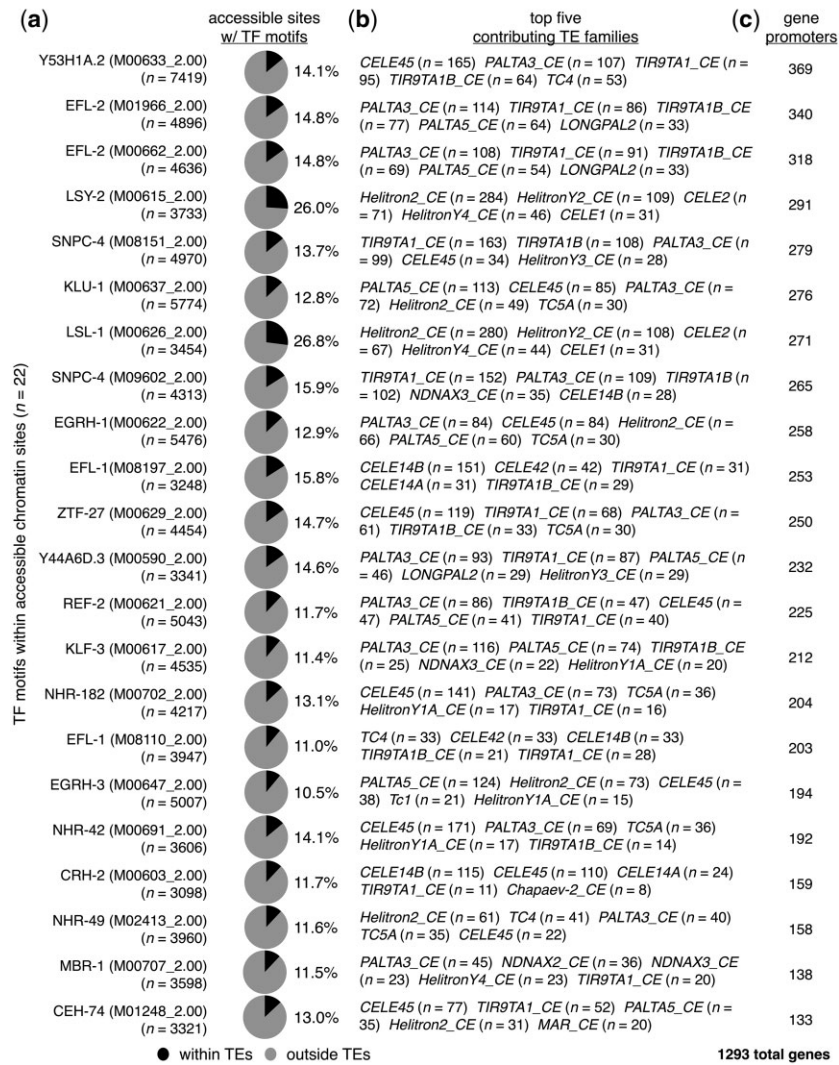 (a) accessible sites w/ TF motifs
(b) top five contributing TE families
(c) gene promoters
TF motifs within accessible chromatin sites (n = 22)
Y53H1A.2 (M00633_2.00)
(n = 7419)
14.1%
CELE45 (n = 165) PALTA3_CE (n = 107) TIR9TA1_CE (n =
95) TIR9TA1B_CE (n = 64) TC4 (n = 53)
369
EFL-2 (M01966_2.00)
(n = 4896)
14.8%
PALTA3_CE (n = 114) TIR9TA1_CE (n = 86) TIR9TA1B_CE
(n = 77) PALTA5_CE (n = 64) LONGPAL2 (n = 33)
340
EFL-2 (M00662_2.00)
(n = 4636)
14.8%
PALTA3_CE (n = 108) TIR9TA1_CE (n = 91) TIR9TA1B_CE
(n = 69) PALTA5_CE (n = 54) LONGPAL2 (n = 33)
318
LSY-2 (M00615_2.00)
(n = 3733)
26.0%
Helitron2_CE (n = 284) HelitronY2_CE (n = 109) CELE2 (n
= 71) HelitronY4_CE (n = 46) CELE1 (n = 31)
291
SNPC-4 (M08151_2.00)
(n = 4970)
13.7%
TIR9TA1_CE (n = 163) TIR9TA1B (n = 108) PALTA3_CE (n
= 99) CELE45 (n = 34) HelitronY3_CE (n = 28)
279
KLU-1 (M00637_2.00)
(n = 5774)
12.8%
PALTA5_CE (n = 113) CELE45 (n = 85) PALTA3_CE (n =
72) Helitron2_CE (n = 49) TC5A (n = 30)
276
LSL-1 (M00626_2.00)
(n = 3454)
26.8%
Helitron2_CE (n = 280) HelitronY2_CE (n = 108) CELE2 (n
= 67) HelitronY4_CE (n = 44) CELE1 (n = 31)
271
SNPC-4 (M09602_2.00)
(n = 4313)
15.9%
TIR9TA1_CE (n = 152) PALTA3_CE (n = 109) TIR9TA1B (n
= 102) NDNAX3_CE (n = 35) CELE14B (n = 28)
265
EGRH-1(M00622_2.00)
(n = 5476)
12.9%
PALTA3_CE (n = 84) CELE45 (n = 84) Helitron2_CE (n =
66) PALTA5_CE (n = 60) TC5A (n = 30)
258
EFL-1(M08197_2.00)
(n = 3248)
15.8%
CELE14B (n = 151) CELE42 (n = 42) TIR9TA1_CE (n = 31)
CELE14A (n = 31) TIR9TA1B_CE (n = 29)
253
ZTF-27 (M00629_2.00)
(n = 4454)
14.7%
CELE45 (n = 119) TIR9TA1_CE (n = 68) PALTA3_CE (n =
61) TIR9TA1B_CE (n = 33) TC5A (n = 30)
250
Y44A6D.3 (M00590_2.00)
(n = 3341)
14.6%
PALTA3_CE (n = 93) TIR9TA1_CE (n = 87) PALTA5_CE (n
= 46) LONGPAL2 (n = 29) HelitronY3_CE (n = 29)
232
REF-2 (M00621_2.00)
(n = 5043)
11.7%
PALTA3_CE (n = 86) TIR9TA1B_CE (n = 47) CELE45 (n =
47) PALTA5_CE (n = 41) TIR9TA1_CE (n = 40)
225
KLF-3 (M00617_2.00)
(n = 4535)
11.4%
PALTA3_CE (n = 116) PALTA5_CE (n = 74) TIR9TA1B_CE
(n = 25) NDNAX3_CE (n = 22) HelitronY1A_CE (n = 20)
212
NHR-182 (M00702_2.00)
(n = 4217)
13.1%
CELE45 (n = 141) PALTA3_CE (n = 73) TC5A (n = 36)
HelitronY1A_CE (n = 17) TIR9TA1_CE (n = 16)
204
EFL-1 (M08110_2.00)
(n = 3947)
11.0%
TC4 (n = 33) CELE42 (n = 33) CELE14B (n = 33)
TIR9TA1B_CE (n = 21) TIR9TA1_CE (n = 28)
203
EGRH-3 (M00647_2.00)
(n = 5007)
10.5%
PALTA5_CE (n = 124) Helitron2_CE (n = 73) CELE45 (n =
38) Tc1 (n = 21) HelitronY1A_CE (n = 15)
194
NHR-42 (M00691_2.00)
(n = 3606)
14.1%
CELE45 (n = 171) PALTA3_CE (n = 69) TC5A (n = 36)
HelitronY1A_CE (n = 17) TIR9TA1B_CE (n = 14)
192
CRH-2 (M00603_2.00)
(n = 3098)
11.7%
CELE14B (n = 115) CELE45 (n = 110) CELE14A (n = 24)
TIR9TA1_CE (n = 11) Chapaev-2_CE (n = 8)
159
NHR-49 (M02413_2.00)
(n = 3960)
11.6%
Helitron2_CE (n = 61) TC4 (n = 41) PALTA3_CE (n = 40)
TC5A (n = 35) CELE45 (n = 22)
158
MBR-1 (M00707_2.00)
(n = 3598)
11.5%
PALTA3_CE (n = 45) NDNAX2_CE (n = 36) NDNAX3_CE
(n = 23) HelitronY4_CE (n = 23) TIR9TA1_CE (n = 20)
138
CEH-74 (M01248_2.00)
(n = 3321)
13.0%
CELE45 (n = 77) TIR9TA1_CE (n = 52) PALTA5_CE (n =
35) Helitron2_CE (n = 31) MAR_CE (n = 20)
133
within TEs outside TEs
1293 total genes